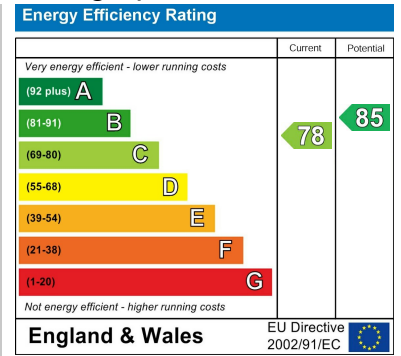 Energy Efficiency Rating
Current Potential
Very energy efficient - lower running costs
(92 plus) A
(81-91) B
(69-80) C
(55-68) D
(39-54) E
(21-38) F
(1-20) G
78
85
Not energy efficient - higher running costs
England & Wales
EU Directive
2002/91/EC